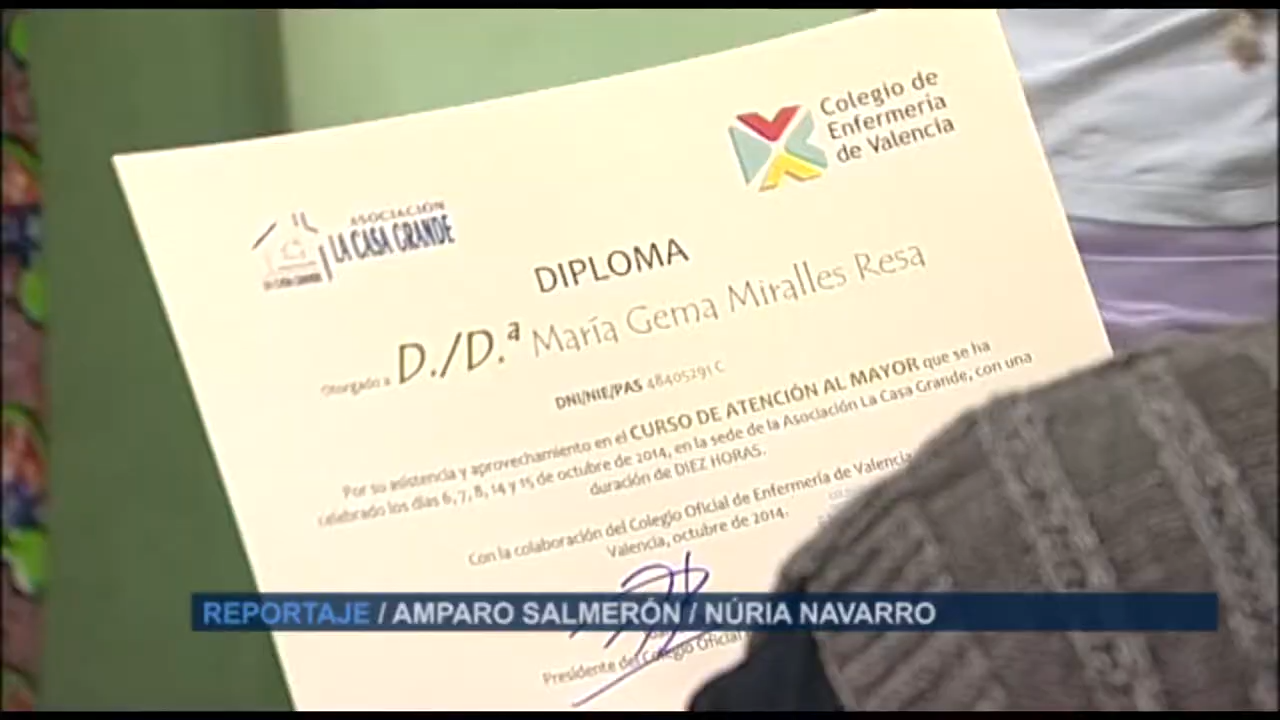 Colegio de
Enfermería
de Valencia
ASOCIACIÓN
LA CASA GRANDE
DIPLOMA
Otorgado a D./D.ª María Gema Miralles Resa
DNI/NIE/PAS 48405291 C
Por su asistencia y aprovechamiento en el CURSO DE ATENCIÓN AL MAYOR que se ha
celebrado los días 6, 7, 8, 14 y 15 de octubre de 2014, en la sede de la Asociación La Casa Grande, con una
duración de DIEZ HORAS.
Con la colaboración del Colegio Oficial de Enfermería de Valencia
Valencia, octubre de 2014.
REPORTAJE / AMPARO SALMERÓN / NÚRIA NAVARRO
Presidente del Colegio Oficial